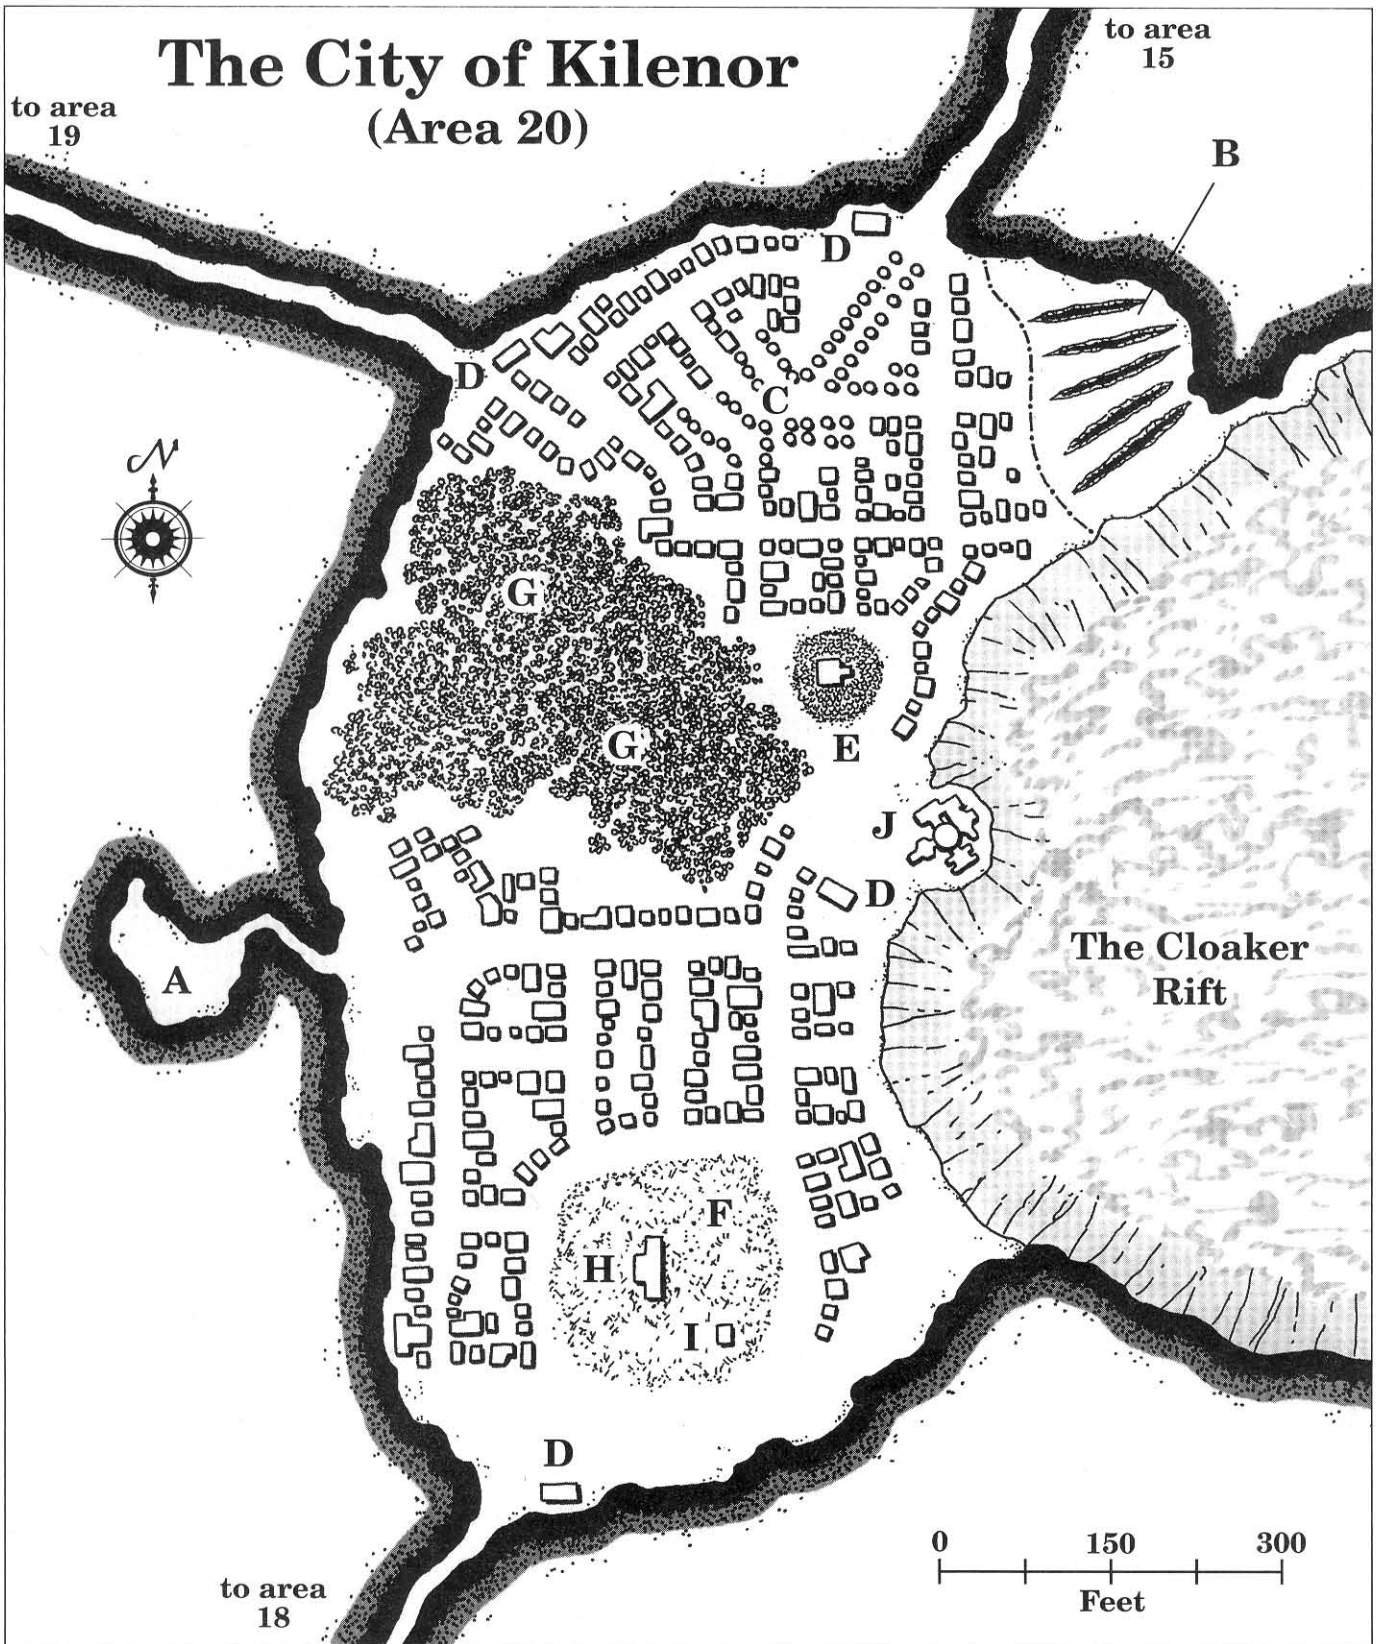 The City of Kilenor
(Area 20)
to area
15
to area
19
B
D
D
C
N
G
G
E
J
D
A
The Cloaker
Rift
F
H
I
D
0 150 300
Feet
to area
18